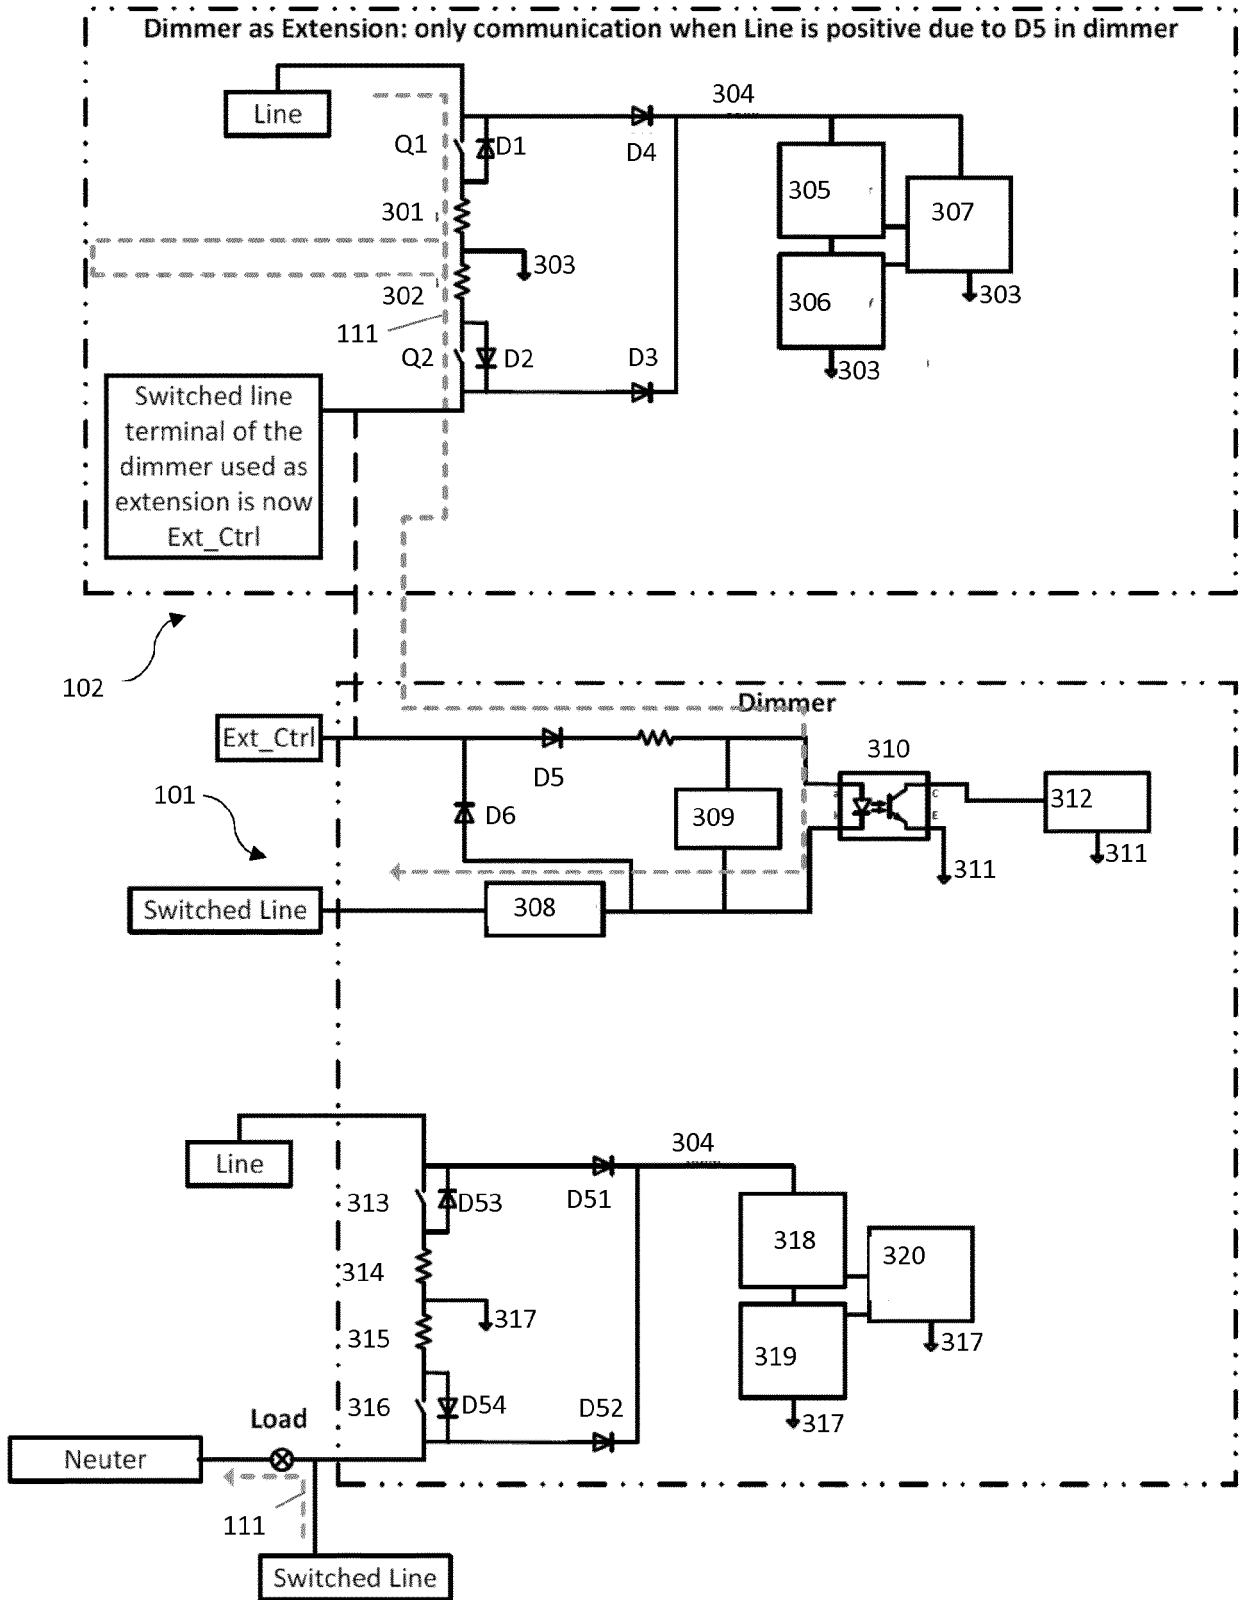 Dimmer as Extension: only communication when Line is positive due to D5 in dimmer
Line
304
Q1
D1
D4
305
307
301
303
302
306
303
111
Q2
D2
D3
303
Switched line
terminal of the
dimmer used as
extension is now
Ext_Ctrl
102
Dimmer
Ext_Ctrl
310
D5
101
D6
309
a
k
C
E
312
311
311
Switched Line
308
Line
304
313
D53
D51
318
320
314
317
315
319
317
316
D54
D52
317
Load
Neuter
111
Switched Line